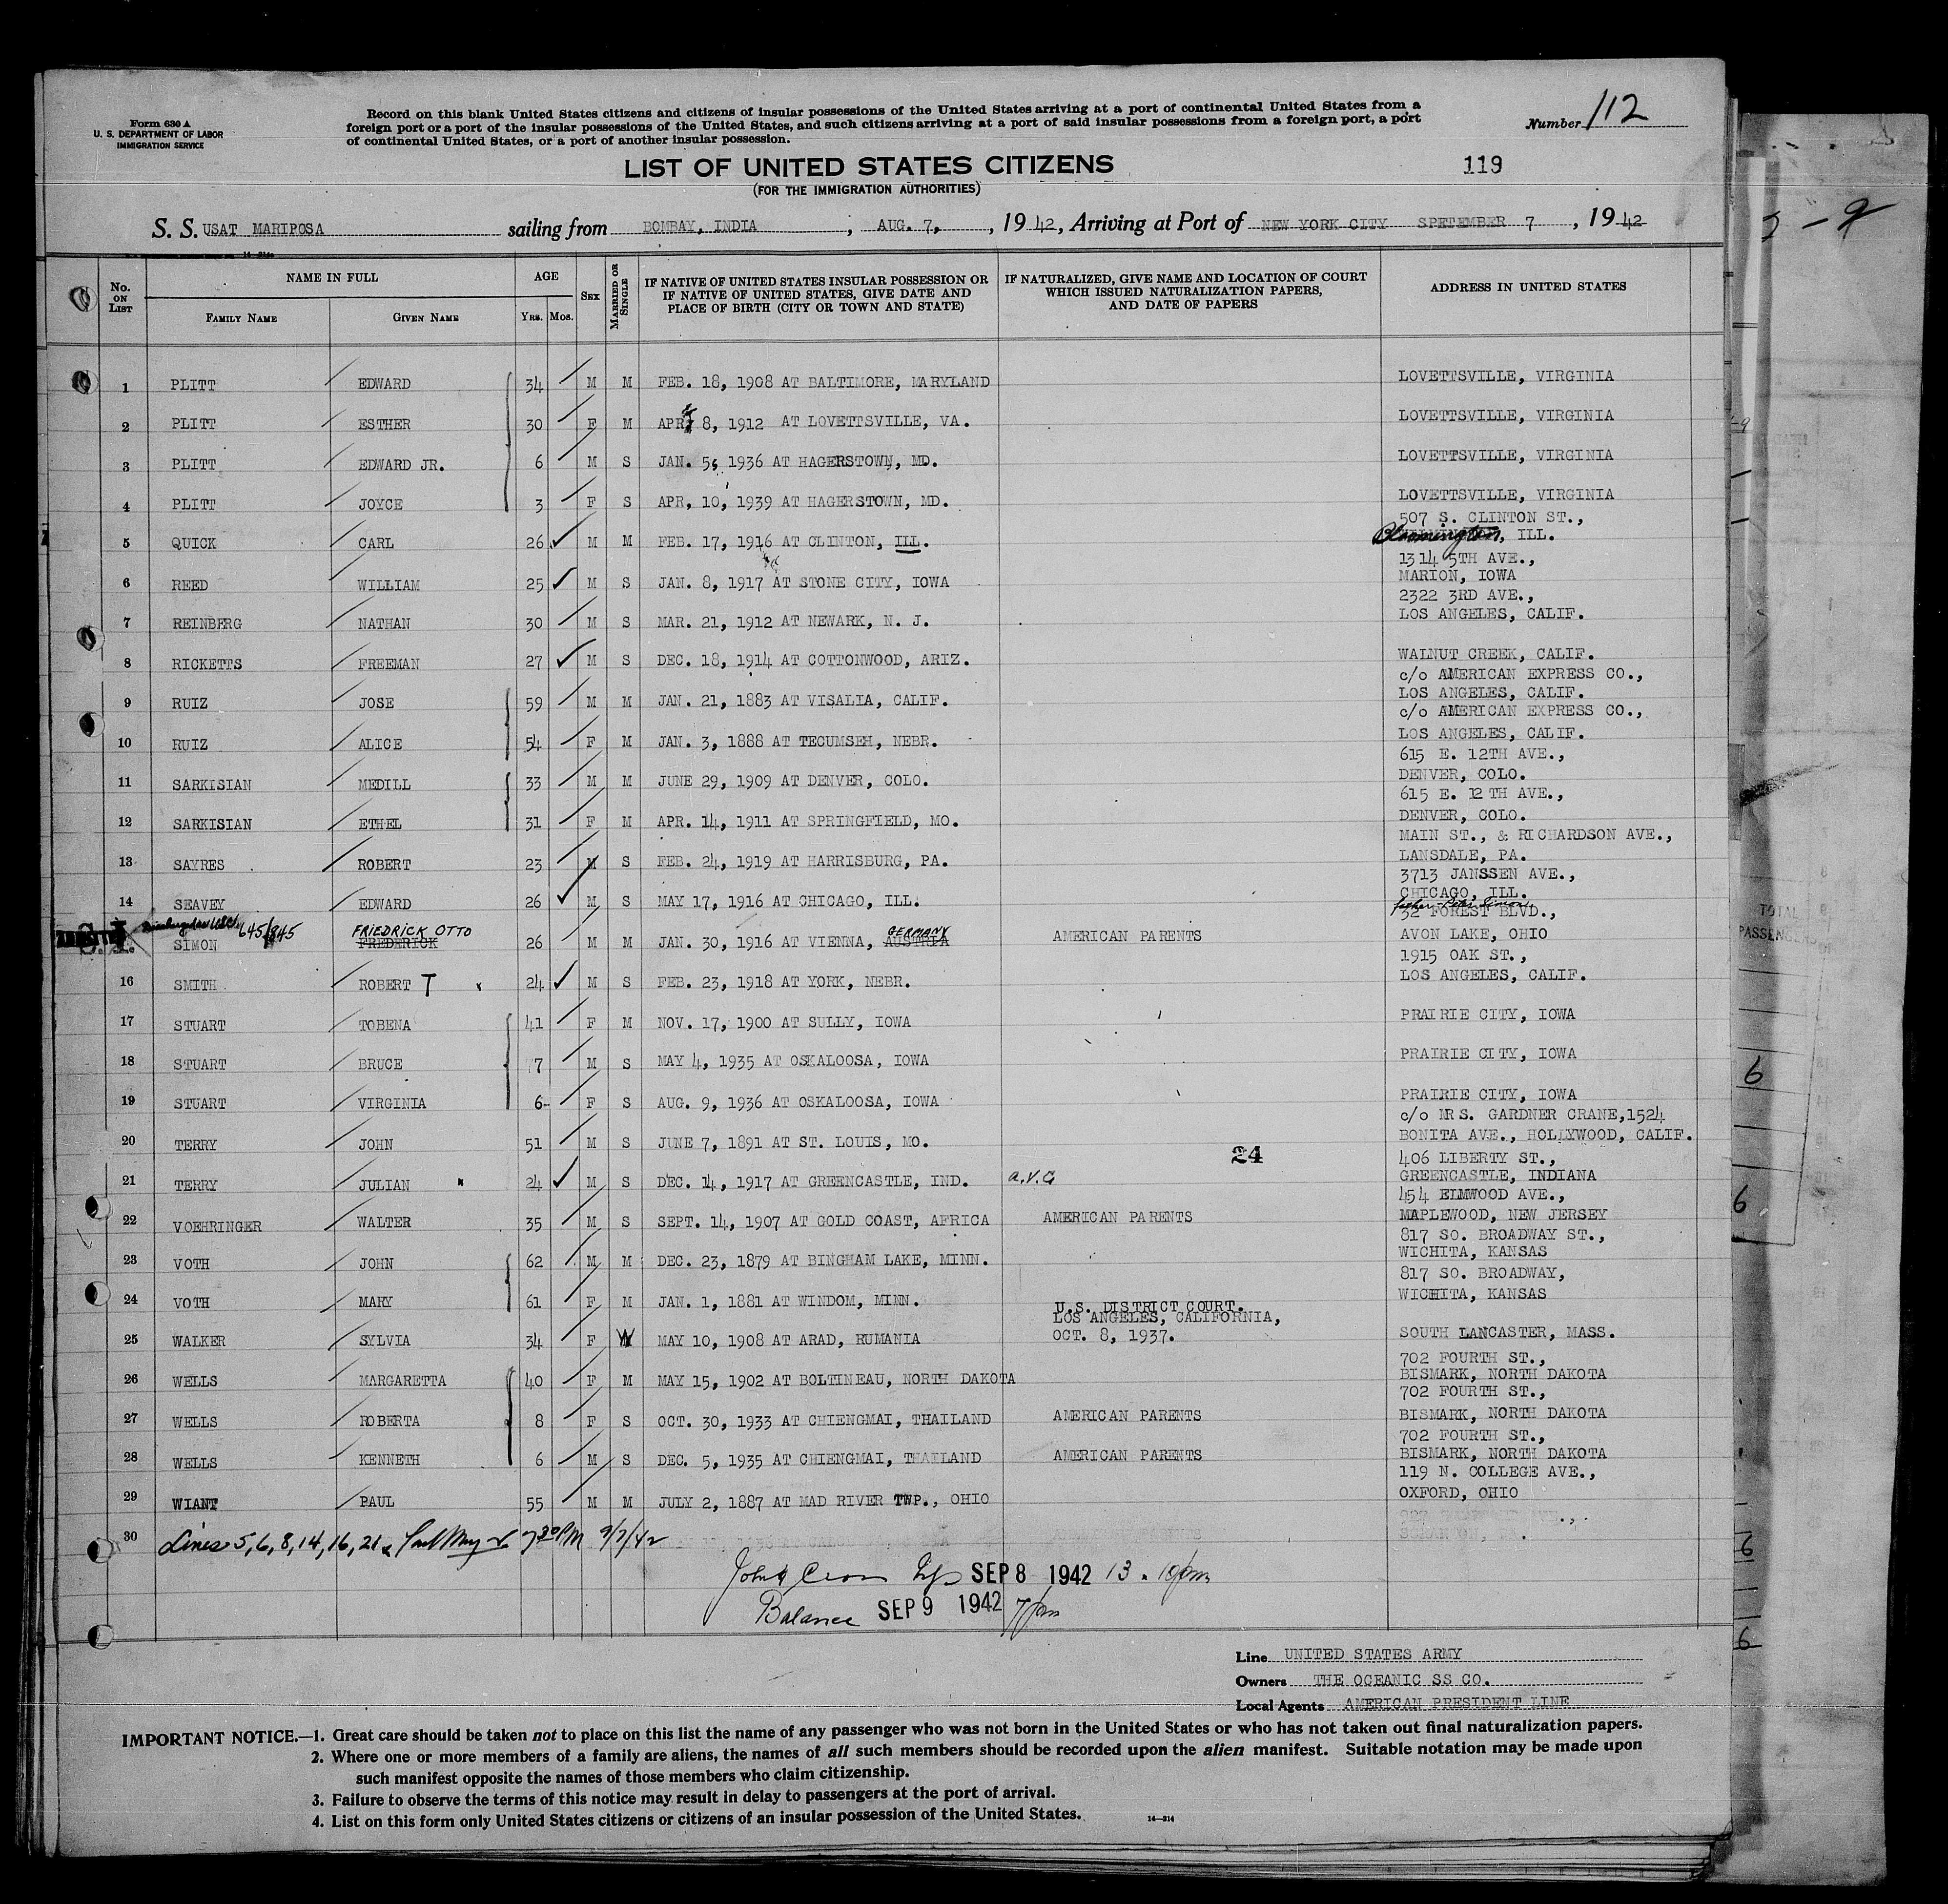 Form 630 A
U. S. DEPARTMENT OF LABOR
IMMIGRATION SERVICE
Record on this blank United States citizens and citizens of insular possessions of the United States arriving at a port of continental United States from a
foreign port or a port of the insular possessions of the United States, and such citizens arriving at a port of said insular possessions from a foreign port, a port
of continental United States, or a port of another insular possession.
Number 112
LIST OF UNITED STATES CITIZENS
119
(FOR THE IMMIGRATION AUTHORITIES)
S. S. USAT MARIPOSA sailing from BOMBAY, INDIA, AUG. 7, 1942, Arriving at Port of NEW YORK CITY SPETEMBER 7, 1942
No. ON LIST
NAME IN FULL
FAMILY NAME
GIVEN NAME
AGE
YRS. MOS.
SEX
MARRIED OR SINGLE
IF NATIVE OF UNITED STATES INSULAR POSSESSION OR
IF NATIVE OF UNITED STATES, GIVE DATE AND
PLACE OF BIRTH (CITY OR TOWN AND STATE)
IF NATURALIZED, GIVE NAME AND LOCATION OF COURT
WHICH ISSUED NATURALIZATION PAPERS,
AND DATE OF PAPERS
ADDRESS IN UNITED STATES
1 PLITT EDWARD 34 M M FEB. 18, 1908 AT BALTIMORE, MARYLAND LOVETTSVILLE, VIRGINIA
2 PLITT ESTHER 30 F M APR 8, 1912 AT LOVETTSVILLE, VA. LOVETTSVILLE, VIRGINIA
3 PLITT EDWARD JR. 6 M S JAN. 5, 1936 AT HAGERSTOWN, MD. LOVETTSVILLE, VIRGINIA
4 PLITT JOYCE 3 F S APR, 10, 1939 AT HAGERSTOWN, MD. LOVETTSVILLE, VIRGINIA
507 S. CLINTON ST.,
5 QUICK CARL 26 M M FEB. 17, 1916 AT CLINTON, ILL. Bloomington, ILL.
1314 5TH AVE.,
6 REED WILLIAM 25 M S JAN. 8, 1917 AT STONE CITY, IOWA MARION, IOWA
2322 3RD AVE.,
7 REINBERG NATHAN 30 M S MAR. 21, 1912 AT NEWARK, N. J. LOS ANGELES, CALIF.
8 RICKETTS FREEMAN 27 M S DEC. 18, 1914 AT COTTONWOOD, ARIZ. WALNUT CREEK, CALIF.
c/o AMERICAN EXPRESS CO.,
9 RUIZ JOSE 59 M M JAN. 21, 1883 AT VISALIA, CALIF. LOS ANGELES, CALIF.
c/o AMERICAN EXPRESS CO.,
10 RUIZ ALICE 54 F M JAN. 3, 1888 AT TECUMSEH, NEBR. LOS ANGELES, CALIF.
615 E. 12TH AVE.,
11 SARKISIAN MEDILL 33 M M JUNE 29, 1909 AT DENVER, COLO. DENVER, COLO.
615 E. 12TH AVE.,
12 SARKISIAN ETHEL 31 F M APR. 14, 1911 AT SPRINGFIELD, MO. DENVER, COLO.
MAIN ST., & RICHARDSON AVE.,
13 SAYRES ROBERT 23 M S FEB. 24, 1919 AT HARRISBURG, PA. LANSDALE, PA.
3713 JANSSEN AVE.,
14 SEAVEY EDWARD 26 M S MAY 17, 1916 AT CHICAGO, ILL. CHICAGO, ILL.
father - Peter Simon
32 FOREST BLVD.,
645/845 FRIEDRICH OTTO GERMANY
S. I. SIMON FREDERICK 26 M M JAN. 30, 1916 AT VIENNA, AUSTRIA AMERICAN PARENTS AVON LAKE, OHIO
1915 OAK ST.,
16 SMITH ROBERT T 24 M S FEB. 23, 1918 AT YORK, NEBR. LOS ANGELES, CALIF.
17 STUART TOBENA 41 F M NOV. 17, 1900 AT SULLY, IOWA PRAIRIE CITY, IOWA
18 STUART BRUCE 7 M S MAY 4, 1935 AT OSKALOOSA, IOWA PRAIRIE CITY, IOWA
19 STUART VIRGINIA 6 F S AUG. 9, 1936 AT OSKALOOSA, IOWA PRAIRIE CITY, IOWA
c/o MRS. GARDNER CRANE, 1524
20 TERRY JOHN 51 M S JUNE 7, 1891 AT ST. LOUIS, MO. BONITA AVE., HOLLYWOOD, CALIF.
24
406 LIBERTY ST.,
21 TERRY JULIAN 24 M S DEC. 14, 1917 AT GREENCASTLE, IND. A.V.G GREENCASTLE, INDIANA
454 ELMWOOD AVE.,
22 VOEHRINGER WALTER 35 M S SEPT. 14, 1907 AT GOLD COAST, AFRICA AMERICAN PARENTS MAPLEWOOD, NEW JERSEY
817 SO. BROADWAY ST.,
23 VOTH JOHN 62 M M DEC. 23, 1879 AT BINGHAM LAKE, MINN. WICHITA, KANSAS
817 SO. BROADWAY,
24 VOTH MARY 61 F M JAN. 1, 1881 AT WINDOM, MINN. WICHITA, KANSAS
U.S. DISTRICT COURT.
LOS ANGELES, CALIFORNIA,
25 WALKER SYLVIA 34 F W MAY 10, 1908 AT ARAD, RUMANIA OCT. 8, 1937. SOUTH LANCASTER, MASS.
702 FOURTH ST.,
26 WELLS MARGARETTA 40 F M MAY 15, 1902 AT BOLTINEAU, NORTH DAKOTA BISMARK, NORTH DAKOTA
702 FOURTH ST.,
27 WELLS ROBERTA 8 F S OCT. 30, 1933 AT CHIENGMAI, THAILAND AMERICAN PARENTS BISMARK, NORTH DAKOTA
702 FOURTH ST.,
28 WELLS KENNETH 6 M S DEC. 5, 1935 AT CHIENGMAI, THAILAND AMERICAN PARENTS BISMARK, NORTH DAKOTA
119 N. COLLEGE AVE.,
29 WIANT PAUL 55 M M JULY 2, 1887 AT MAD RIVER TWP., OHIO OXFORD, OHIO
30 Lines 5, 6, 8, 14, 16, 21 7 30 PM 9/7/42
SEP 8 1942 13
Balance SEP 9 1942 7 pm
Line UNITED STATES ARMY
Owners THE OCEANIC SS CO.
Local Agents AMERICAN PRESIDENT LINE
IMPORTANT NOTICE.—1. Great care should be taken not to place on this list the name of any passenger who was not born in the United States or who has not taken out final naturalization papers.
2. Where one or more members of a family are aliens, the names of all such members should be recorded upon the alien manifest. Suitable notation may be made upon
such manifest opposite the names of those members who claim citizenship.
3. Failure to observe the terms of this notice may result in delay to passengers at the port of arrival.
4. List on this form only United States citizens or citizens of an insular possession of the United States.
14—314
TOTAL
PASSENGERS
6
6
6
6